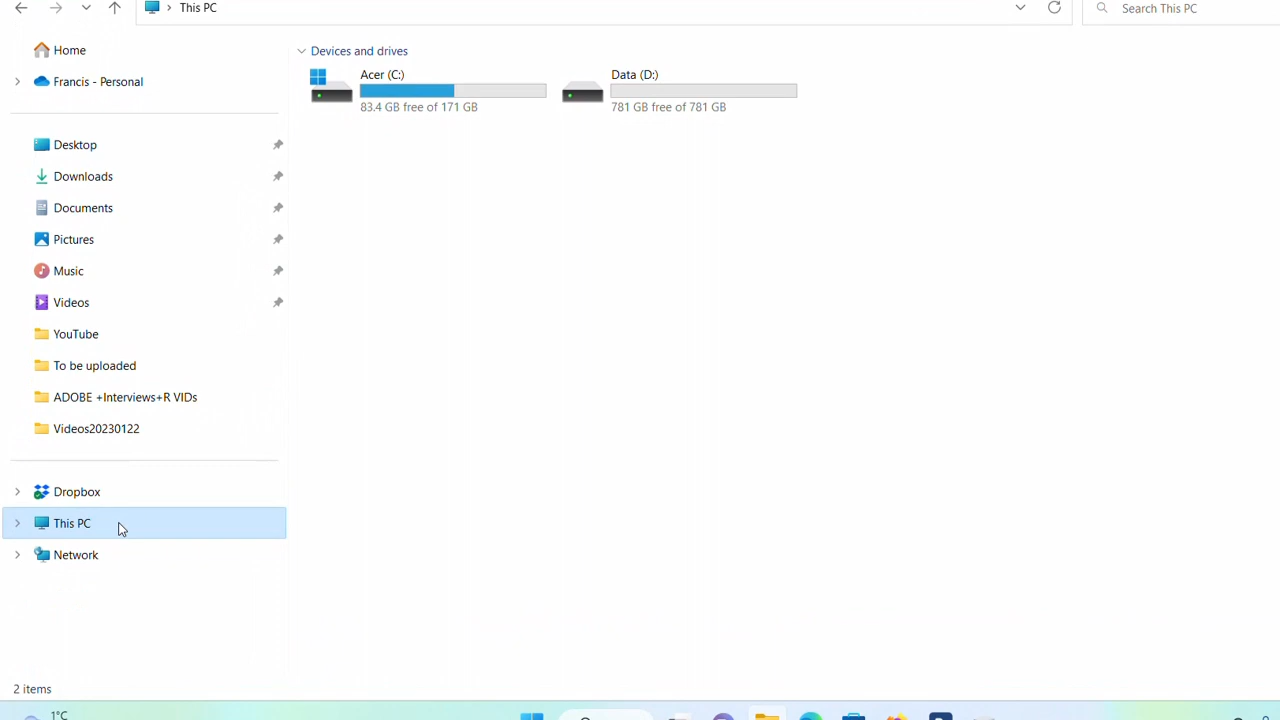 This PC
Search This PC
Home
Francis - Personal
Desktop
Downloads
Documents
Pictures
Music
Videos
YouTube
To be uploaded
ADOBE +Interviews+R VIDs
Videos20230122
Dropbox
This PC
Network
Devices and drives
Acer (C:)
83.4 GB free of 171 GB
Data (D:)
781 GB free of 781 GB
2 items
1°C